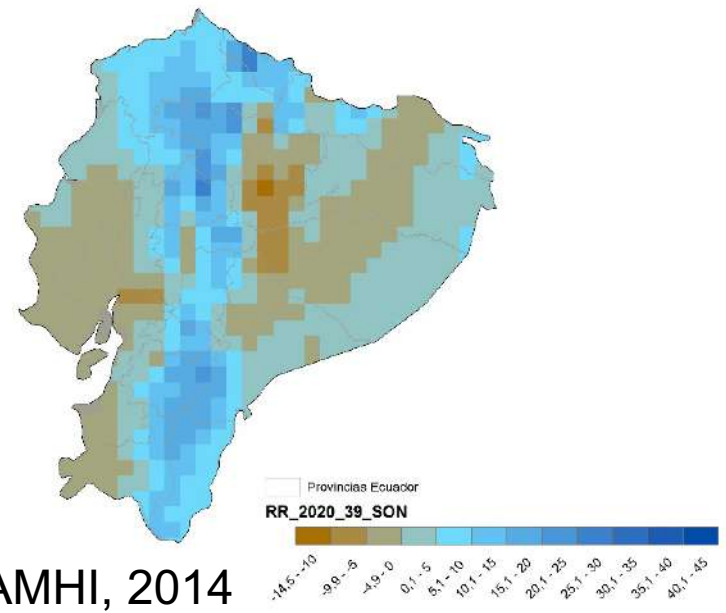 Provincias Ecuador
RR_2020_39_SON
-14,5 - -10
-9,9 - -5
-4,9 - 0
0,1 - 5
5,1 - 10
10,1 - 15
15,1 - 20
20,1 - 25
25,1 - 30
30,1 - 35
35,1 - 40
40,1 - 45
AMHI, 2014